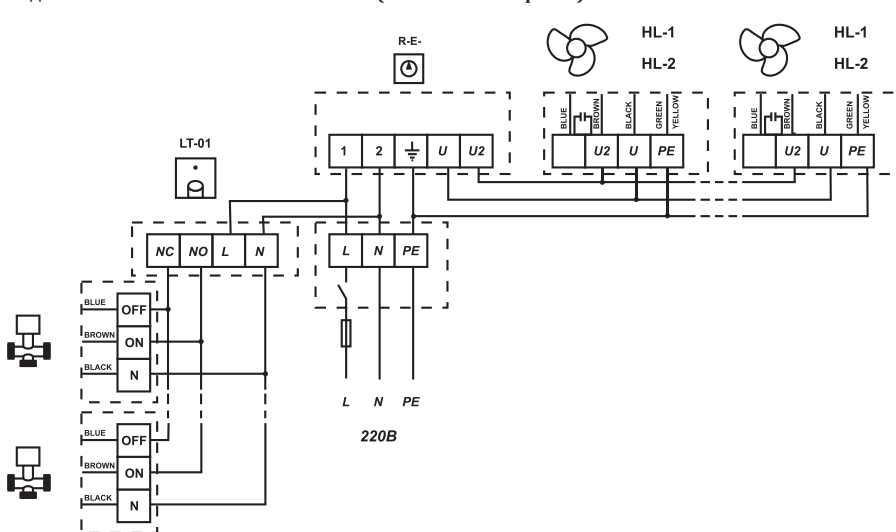 R-E-
HL-1
HL-2
HL-1
HL-2
BLUE
BROWN
BLACK
GREEN
YELLOW
BLUE
BROWN
BLACK
GREEN
YELLOW
1 2 U U2
U2 U PE
U2 U PE
LT-01
NC NO L N
L N PE
BLUE OFF
BROWN ON
BLACK N
L N PE
220В
BLUE OFF
BROWN ON
BLACK N